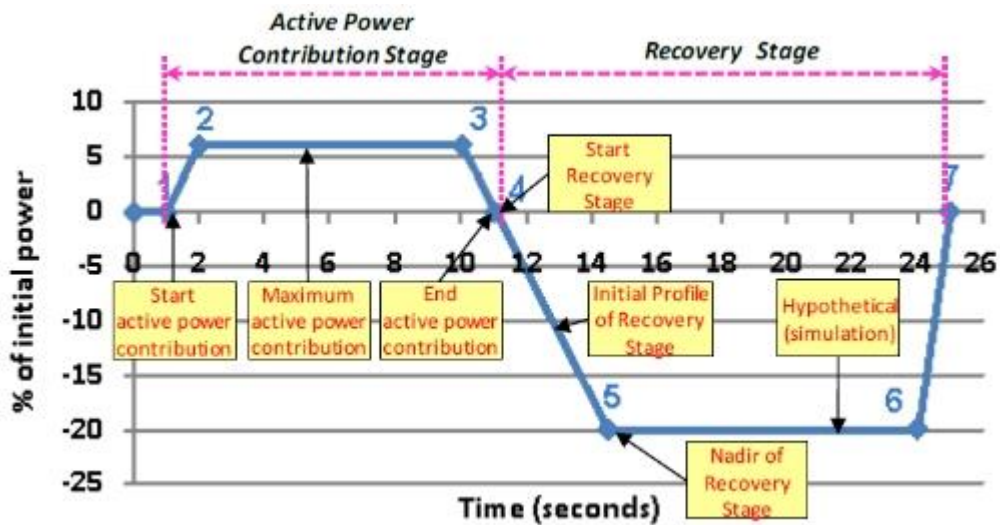 Active Power
Contribution Stage
Recovery Stage
10
5
0
-5
-10
-15
-20
-25
% of initial power
0 2 4 6 8 10 12 14 16 18 20 22 24 26
Time (seconds)
1
2
3
4
5
6
7
Start
Recovery
Stage
Start
active power
contribution
Maximum
active power
contribution
End
active power
contribution
Initial Profile
of Recovery
Stage
Hypothetical
(simulation)
Nadir of
Recovery
Stage